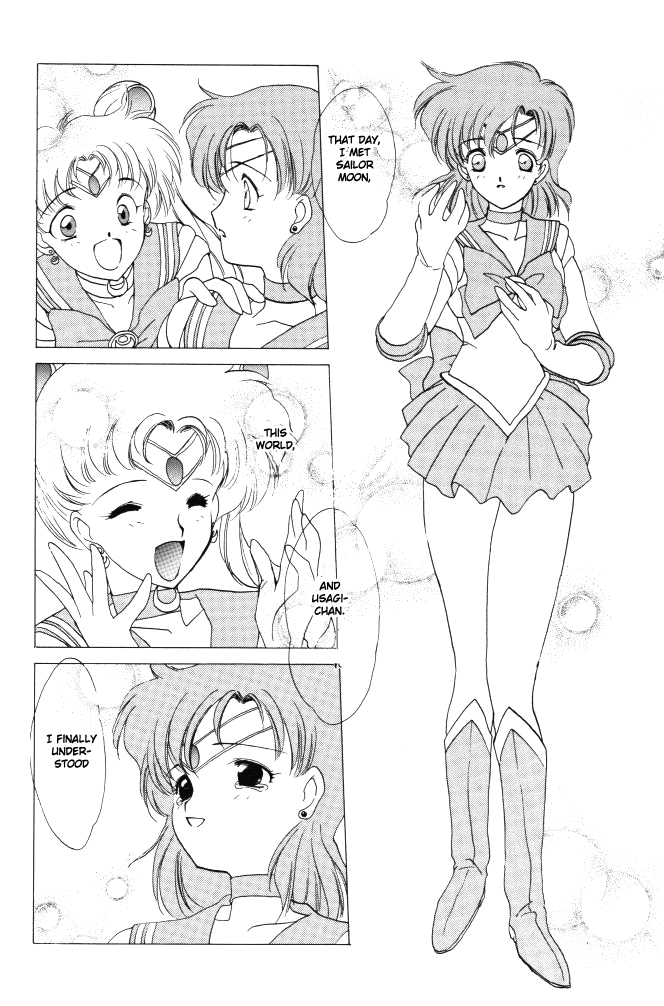 THAT DAY,
I MET
SAILOR
MOON,
THIS
WORLD,
AND
USAGI-
CHAN.
I FINALLY
UNDER-
STOOD